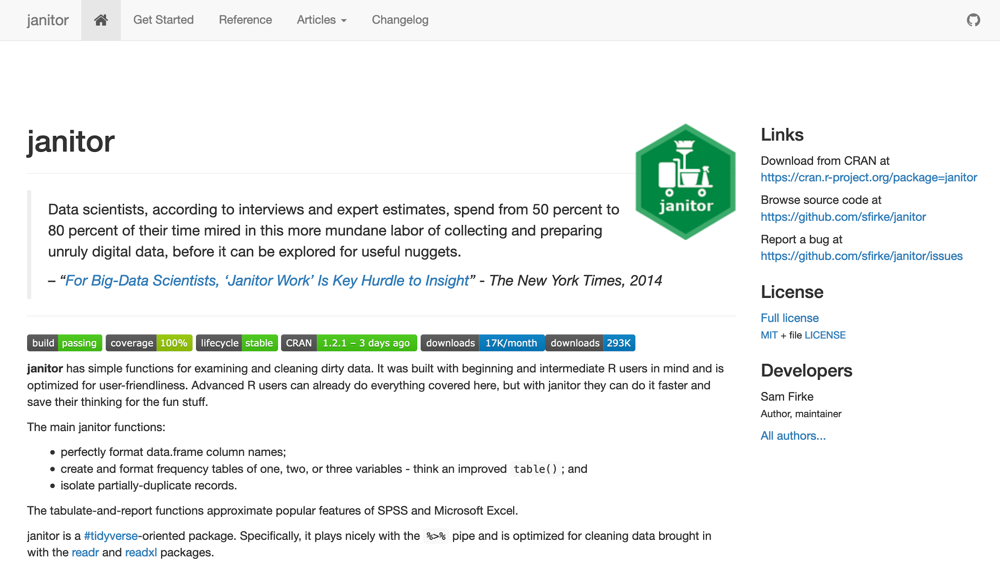 janitor Get Started Reference Articles Changelog
janitor
janitor
Data scientists, according to interviews and expert estimates, spend from 50 percent to
80 percent of their time mired in this more mundane labor of collecting and preparing
unruly digital data, before it can be explored for useful nuggets.
– “For Big-Data Scientists, ‘Janitor Work’ Is Key Hurdle to Insight” - The New York Times, 2014
build passing coverage 100% lifecycle stable CRAN 1.2.1 – 3 days ago downloads 17K/month downloads 293K
janitor has simple functions for examining and cleaning dirty data. It was built with beginning and intermediate R users in mind and is
optimized for user-friendliness. Advanced R users can already do everything covered here, but with janitor they can do it faster and
save their thinking for the fun stuff.
The main janitor functions:
• perfectly format data.frame column names;
• create and format frequency tables of one, two, or three variables - think an improved table(); and
• isolate partially-duplicate records.
The tabulate-and-report functions approximate popular features of SPSS and Microsoft Excel.
janitor is a #tidyverse-oriented package. Specifically, it plays nicely with the %>% pipe and is optimized for cleaning data brought in
with the readr and readxl packages.
Links
Download from CRAN at
https://cran.r-project.org/package=janitor
Browse source code at
https://github.com/sfirke/janitor
Report a bug at
https://github.com/sfirke/janitor/issues
License
Full license
MIT + file LICENSE
Developers
Sam Firke
Author, maintainer
All authors...